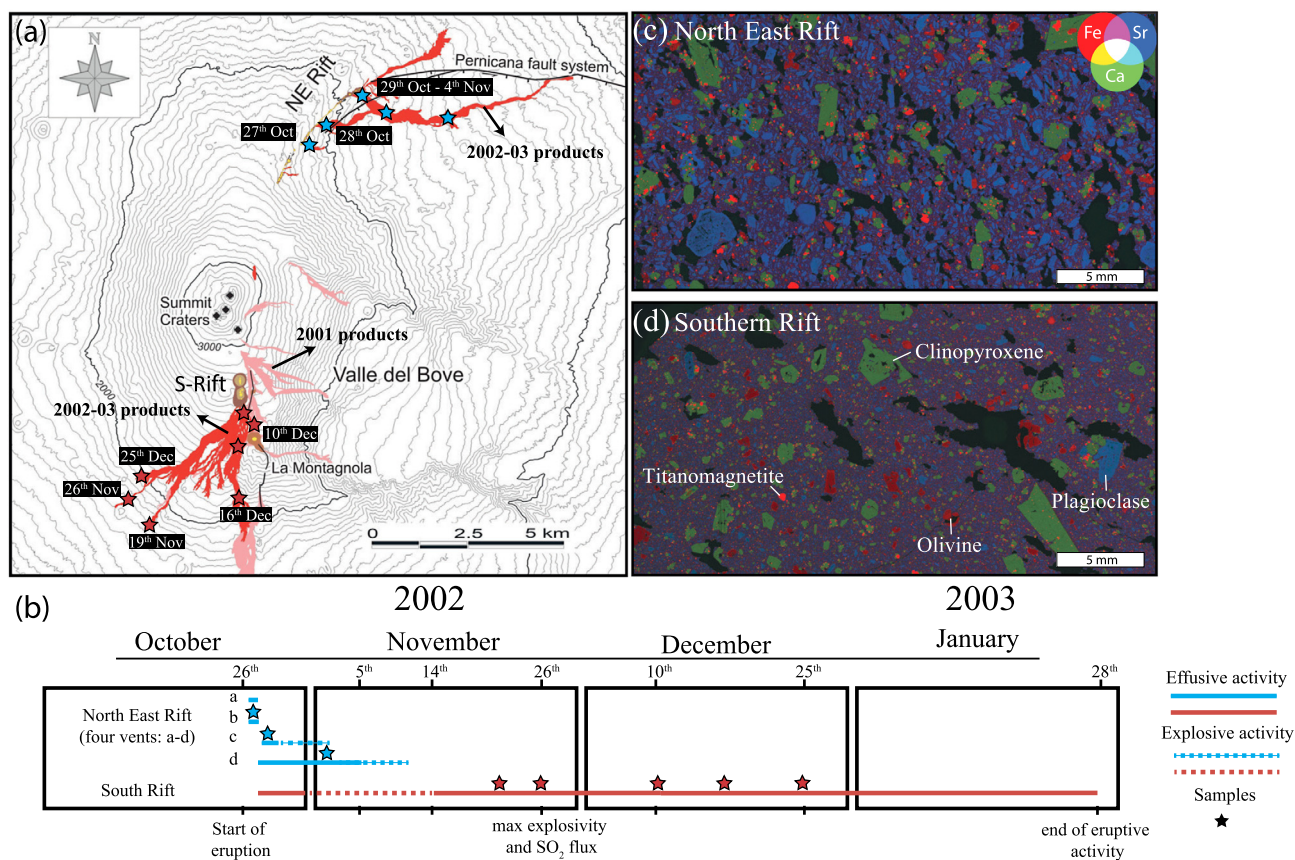 (a)
N
NE Rift
Pernicana fault system
29th Oct - 4th Nov
27th Oct
28th Oct
2002-03 products
Summit
Craters
3000
2001 products
2000
S-Rift
Valle del Bove
2002-03 products
10th Dec
25th Dec
La Montagnola
26th Nov
16th Dec
19th Nov
0 2.5 5 km
(c) North East Rift
Fe Sr
Ca
5 mm
(d) Southern Rift
Clinopyroxene
Titanomagnetite
Plagioclase
Olivine
5 mm
(b)
2002 2003
October November December January
26th 5th 14th 26th 10th 25th 28th
North East Rift
(four vents: a-d)
a
b
c
d
South Rift
Start of
eruption
max explosivity
and SO2 flux
end of eruptive
activity
Effusive activity
Explosive activity
Samples